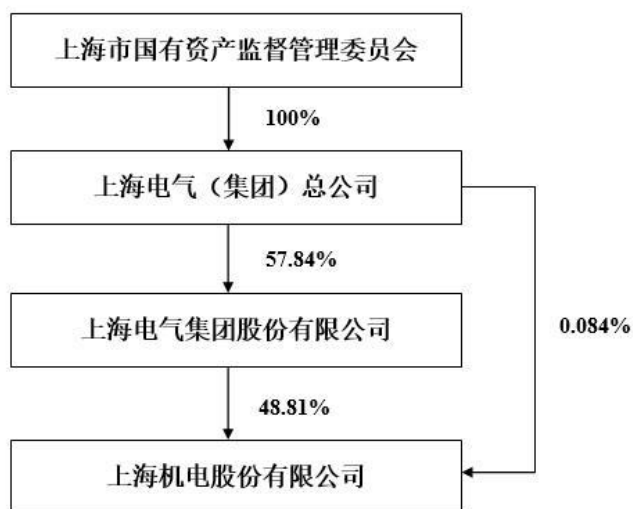 上海市国有资产监督管理委员会
100%
上海电气（集团）总公司
57.84%
上海电气集团股份有限公司
0.084%
48.81%
上海机电股份有限公司